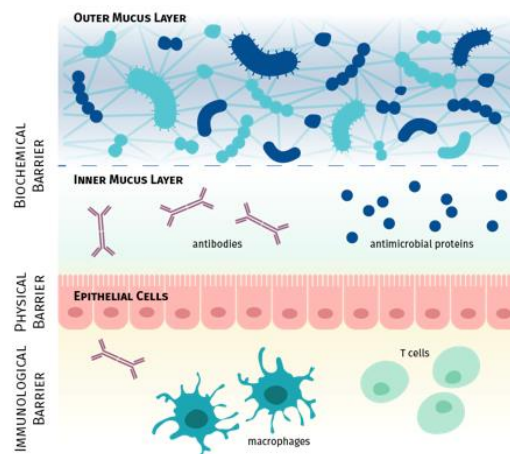 OUTER MUCUS LAYER
BIOCHEMICAL
BARRIER
INNER MUCUS LAYER
antibodies
antimicrobial proteins
PHYSICAL
BARRIER
EPITHELIAL CELLS
IMMUNOLOGICAL
BARRIER
T cells
macrophages